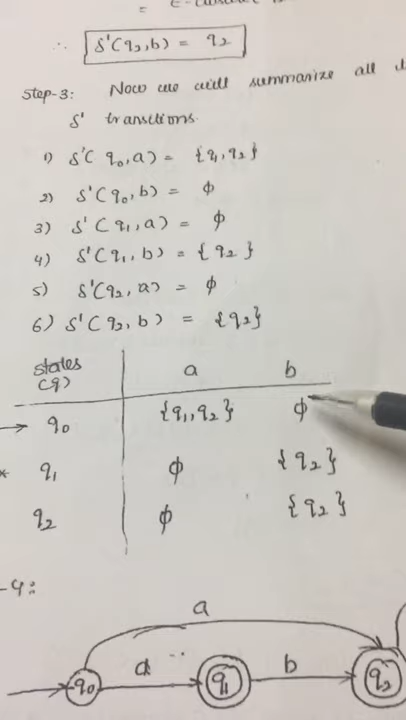 = ε-closure
∴ δ'(q2,b) = q2
Step-3: Now we will summarize all
δ' transitions.
1) δ'(q0,a) = {q1,q2}
2) δ'(q0,b) = ϕ
3) δ'(q1,a) = ϕ
4) δ'(q1,b) = {q2}
5) δ'(q2,a) = ϕ
6) δ'(q2,b) = {q2}
states (q) a b
→ q0 {q1,q2} ϕ
* q1 ϕ {q2}
q2 ϕ {q2}
-4:
a
q0 a q1 b q2